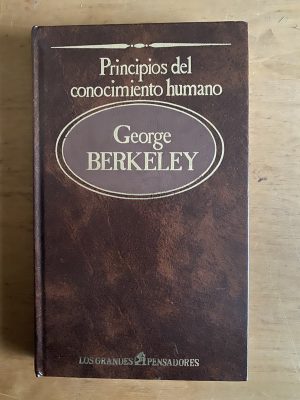 Principios del
conocimiento humano
George
BERKELEY
LOS GRANDES PENSADORES